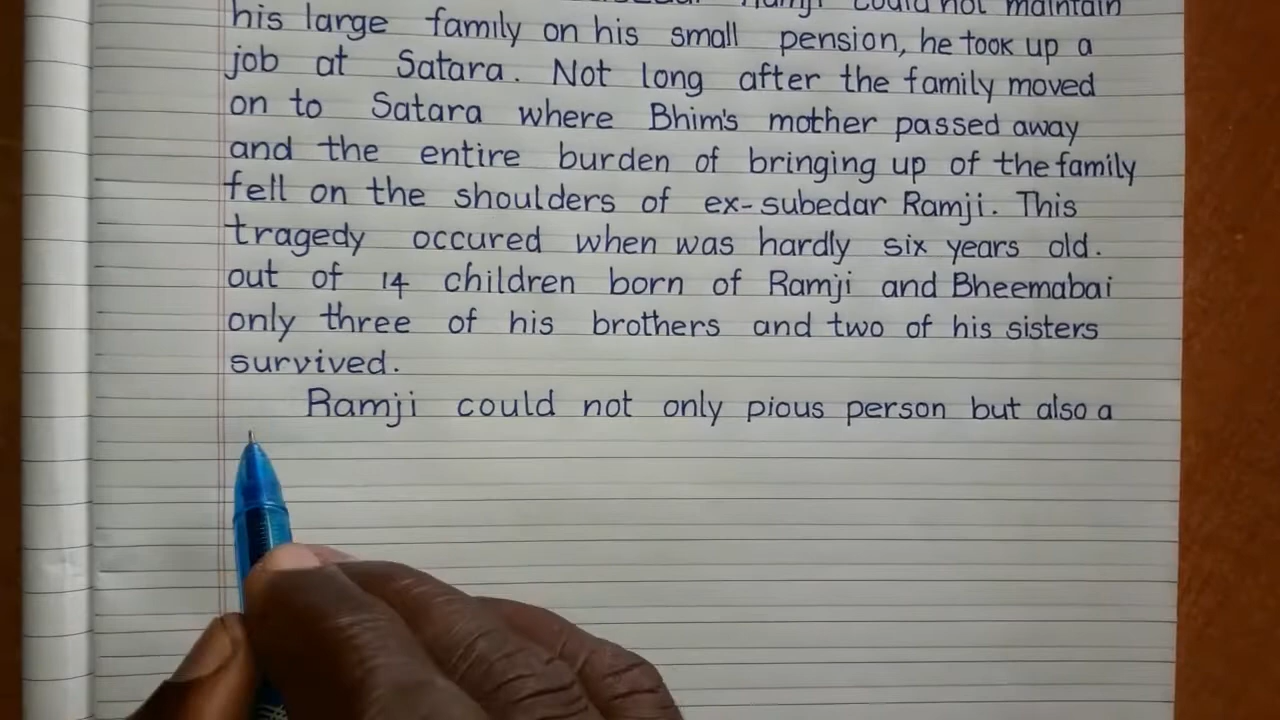 Ramji could not maintain
his large family on his small pension, he took up a
job at Satara. Not long after the family moved
on to Satara where Bhim's mother passed away
and the entire burden of bringing up of the family
fell on the shoulders of ex-subedar Ramji. This
tragedy occured when was hardly six years old.
out of 14 children born of Ramji and Bheemabai
only three of his brothers and two of his sisters
survived.
Ramji could not only pious person but also a